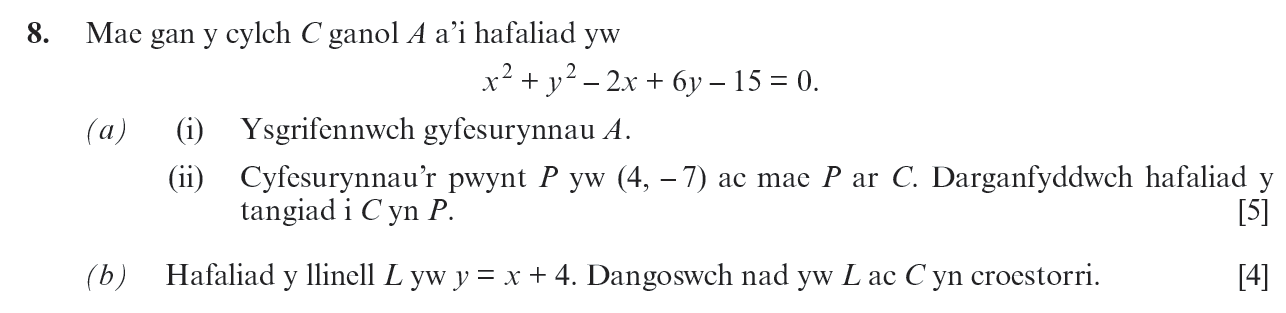 8. Mae gan y cylch C ganol A a'i hafaliad yw
x² + y² – 2x + 6y – 15 = 0.
(a) (i) Ysgrifennwch gyfesurynnau A.
(ii) Cyfesurynnau'r pwynt P yw (4, – 7) ac mae P ar C. Darganfyddwch hafaliad y
tangiad i C yn P. [5]
(b) Hafaliad y llinell L yw y = x + 4. Dangoswch nad yw L ac C yn croestorri. [4]